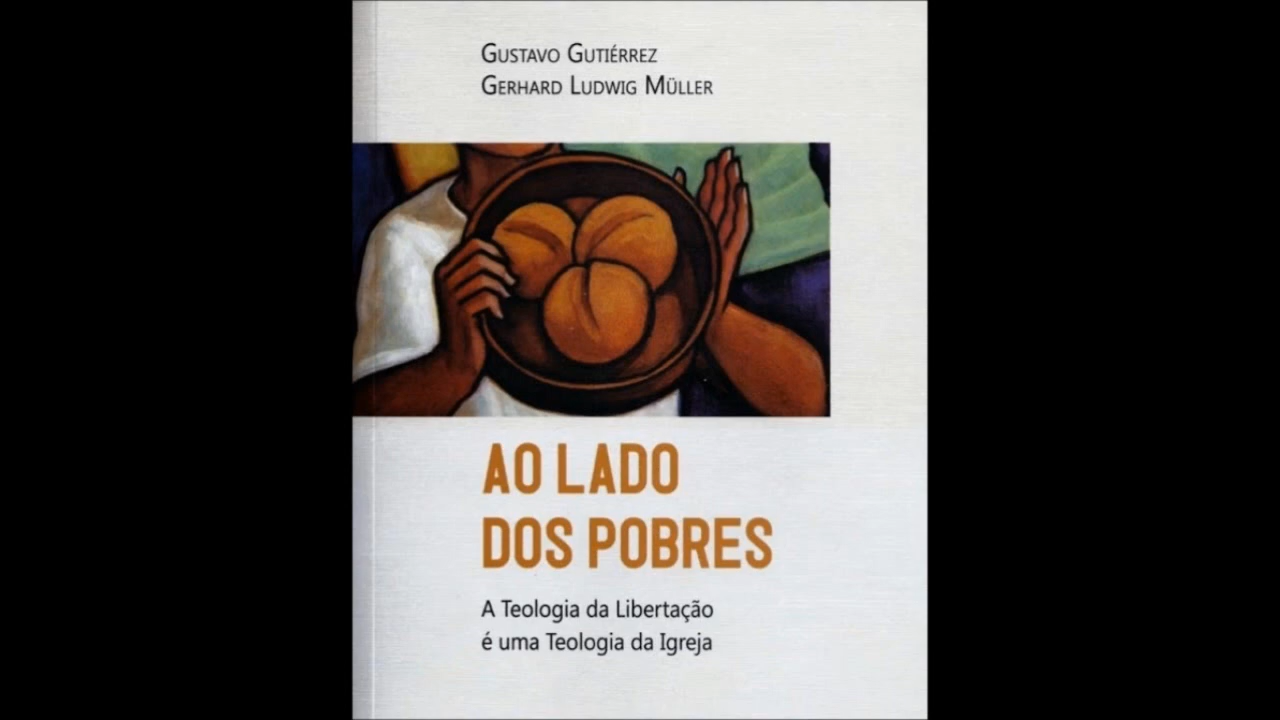 GUSTAVO GUTIÉRREZ
GERHARD LUDWIG MÜLLER
AO LADO
DOS POBRES
A Teologia da Libertação
é uma Teologia da Igreja